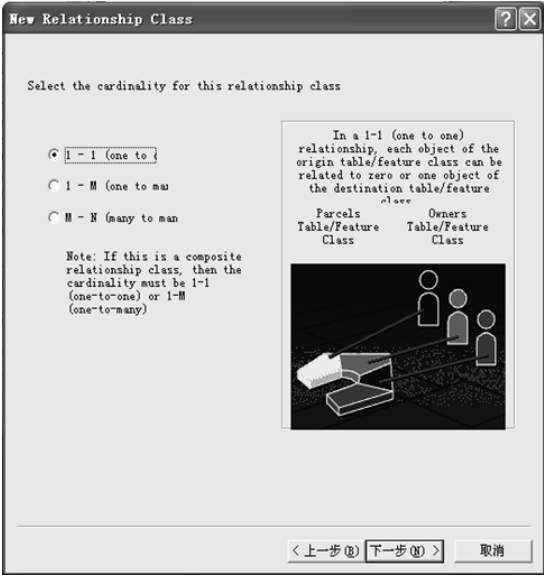 New Relationship Class
Select the cardinality for this relationship class
1 - 1 (one to
1 - M (one to ma
M - N (many to man
Note: If this is a composite
relationship class, then the
cardinality must be 1-1
(one-to-one) or 1-M
(one-to-many)
In a 1-1 (one to one)
relationship, each object of the
origin table/feature class can be
related to zero or one object of
the destination table/feature
class
Parcels Owners
Table/Feature Table/Feature
Class Class
< 上一步(B) 下一步(N) > 取消